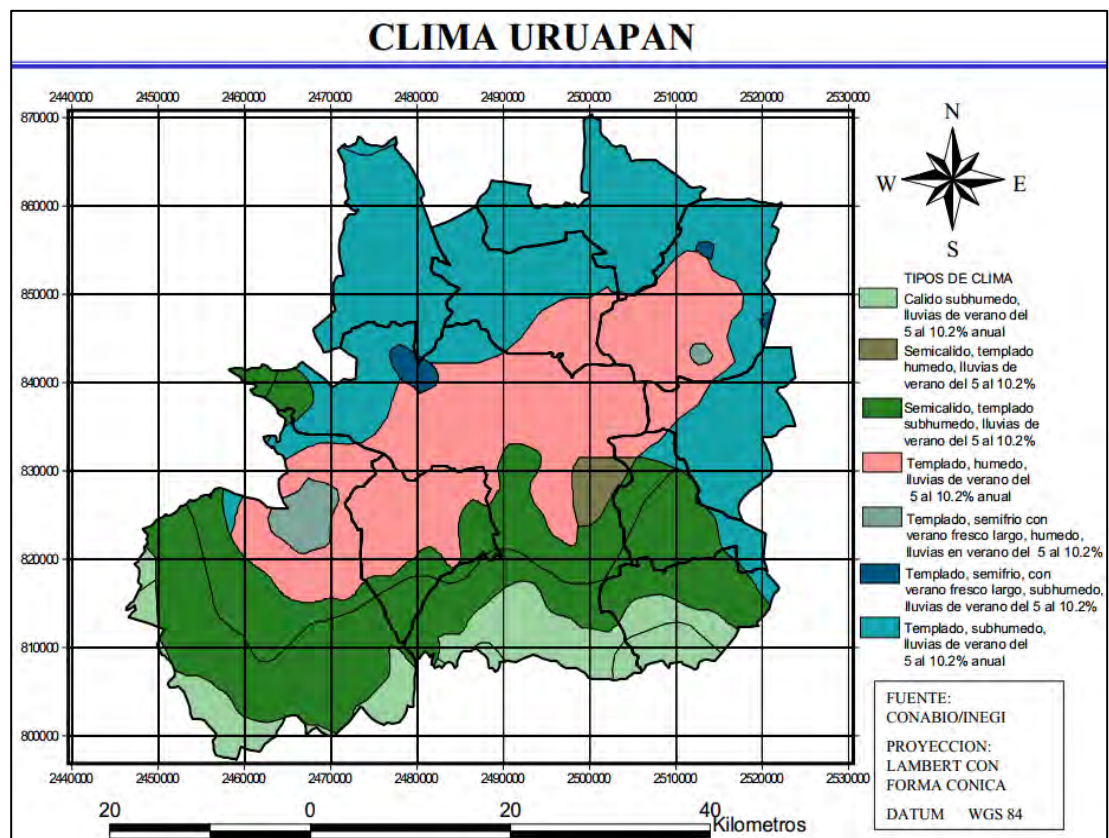 CLIMA URUAPAN
2440000 2450000 2460000 2470000 2480000 2490000 2500000 2510000 2520000 2530000
870000
860000
850000
840000
830000
820000
810000
800000
2440000 2450000 2460000 2470000 2480000 2490000 2500000 2510000 2520000 2530000
N
W E
S
TIPOS DE CLIMA
Calido subhumedo,
lluvias de verano del
5 al 10.2% anual
Semicalido, templado
humedo, lluvias de
verano del 5 al 10.2%
Semicalido, templado
subhumedo, lluvias de
verano del 5 al 10.2%
Templado, humedo,
lluvias de verano del
5 al 10.2% anual
Templado, semifrio con
verano fresco largo, humedo,
lluvias en verano del 5 al 10.2%
Templado, semifrio, con
verano fresco largo, subhumedo,
lluvias de verano del 5 al 10.2%
Templado, subhumedo,
lluvias de verano del
5 al 10.2% anual
FUENTE:
CONABIO/INEGI
PROYECCION:
LAMBERT CON
FORMA CONICA
DATUM WGS 84
20 0 20 40
Kilometros